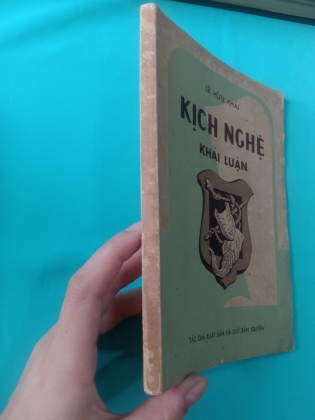 LÊ HỮU KHẢI
KỊCH NGHỆ
KHÁI LUẬN
TÁC GIẢ XUẤT BẢN VÀ GIỮ BẢN QUYỀN